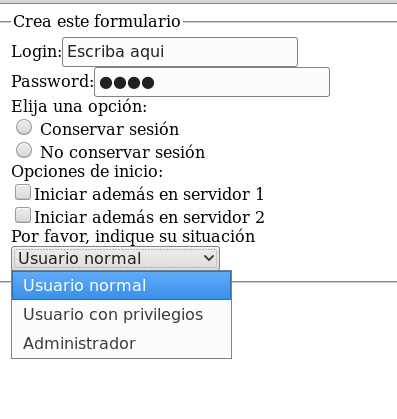 Crea este formulario
Login: Escriba aqui
Password: ●●●●
Elija una opción:
Conservar sesión
No conservar sesión
Opciones de inicio:
Iniciar además en servidor 1
Iniciar además en servidor 2
Por favor, indique su situación
Usuario normal
Usuario normal
Usuario con privilegios
Administrador